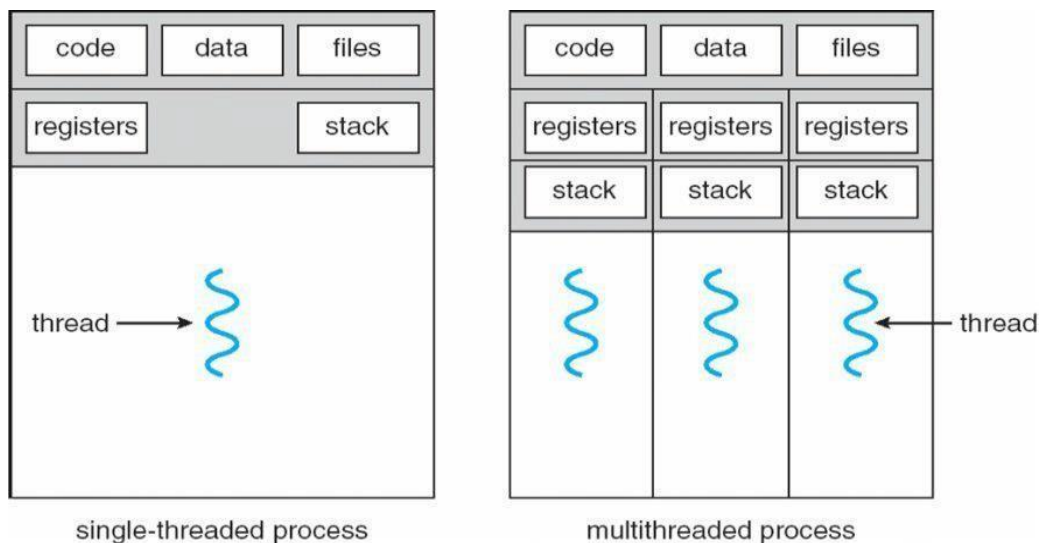 code data files
registers stack
thread
single-threaded process
code data files
registers registers registers
stack stack stack
thread
multithreaded process